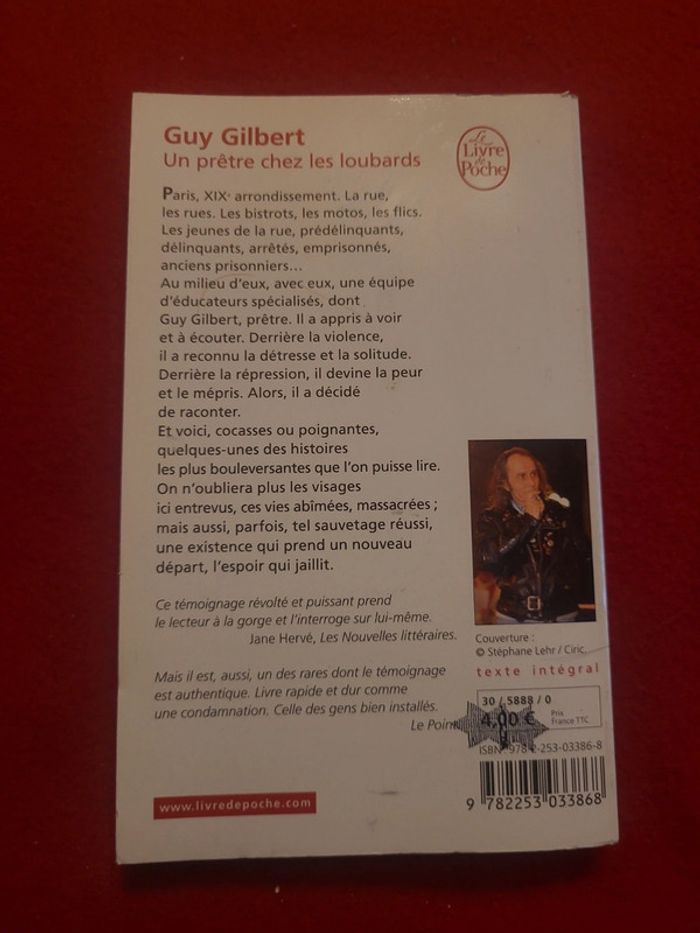 Guy Gilbert
Un prêtre chez les loubards
Le
Livre
de
Poche
Paris, XIXe arrondissement. La rue,
les rues. Les bistrots, les motos, les flics.
Les jeunes de la rue, prédélinquants,
délinquants, arrêtés, emprisonnés,
anciens prisonniers...
Au milieu d'eux, avec eux, une équipe
d'éducateurs spécialisés, dont
Guy Gilbert, prêtre. Il a appris à voir
et à écouter. Derrière la violence,
il a reconnu la détresse et la solitude.
Derrière la répression, il devine la peur
et le mépris. Alors, il a décidé
de raconter.
Et voici, cocasses ou poignantes,
quelques-unes des histoires
les plus bouleversantes que l'on puisse lire.
On n'oubliera plus les visages
ici entrevus, ces vies abîmées, massacrées ;
mais aussi, parfois, tel sauvetage réussi,
une existence qui prend un nouveau
départ, l'espoir qui jaillit.
Ce témoignage révolté et puissant prend
le lecteur à la gorge et l'interroge sur lui-même.
Jane Hervé, Les Nouvelles littéraires.
Mais il est, aussi, un des rares dont le témoignage
est authentique. Livre rapide et dur comme
une condamnation. Celle des gens bien installés.
Le Point
Couverture :
© Stéphane Lehr / Ciric.
texte intégral
30 / 5888 / 0
4,00 € Prix
France TTC
ISBN 978-2-253-03386-8
9 782253 033868
www.livredepoche.com